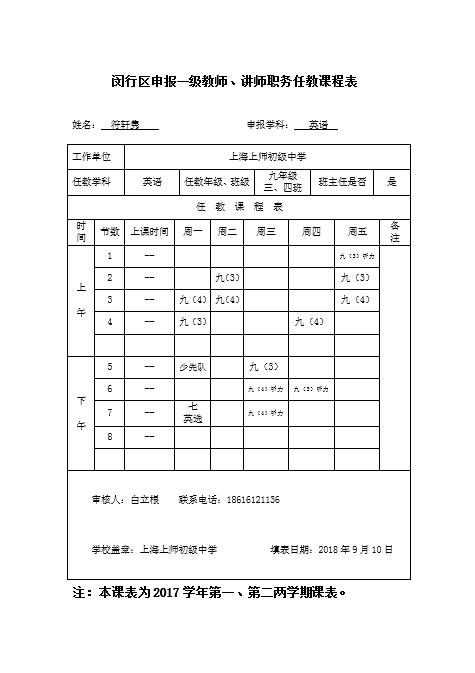 闵行区申报一级教师、讲师职务任教课程表
姓名： 符轩隽 申报学科： 英语
工作单位 上海上师初级中学
任教学科 英语 任教年级、班级 九年级三、四班 班主任是否 是
任 教 课 程 表
时间 节数 上课时间 周一 周二 周三 周四 周五 备注
上午
1 -- 九（3）听力
2 -- 九(3) 九（3）
3 -- 九（4） 九(4) 九（4）
4 -- 九（3） 九（4）
下午
5 -- 少先队 九（3）
6 -- 九（4）听力 九（3）听力
7 -- 七英选 九（4）听力
8 --
审核人：白立根 联系电话：18616121136
学校盖章：上海上师初级中学 填表日期：2018 年 9 月 10 日
注：本课表为 2017 学年第一、第二两学期课表。